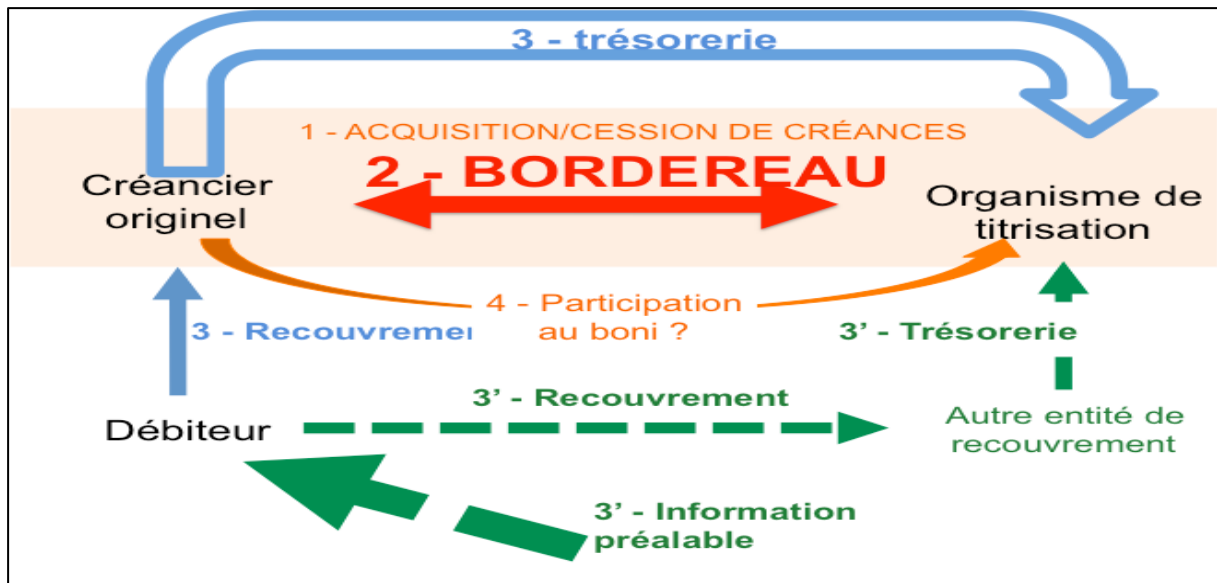 3 - trésorerie
1 - ACQUISITION/CESSION DE CRÉANCES
2 - BORDEREAU
Créancier
originel
Organisme de
titrisation
4 - Participation
au boni ?
3 - Recouvreme
3’ - Trésorerie
3’ - Recouvrement
Débiteur
Autre entité de
recouvrement
3’ - Information
préalable